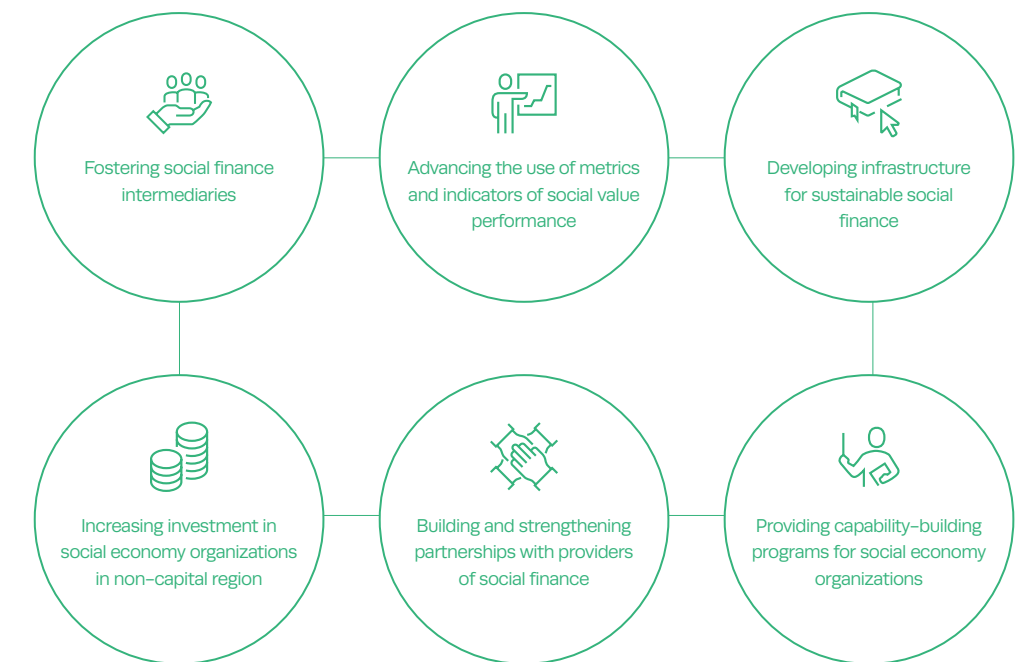 Fostering social finance
intermediaries
Advancing the use of metrics
and indicators of social value
performance
Developing infrastructure
for sustainable social
finance
Increasing investment in
social economy organizations
in non-capital region
Building and strengthening
partnerships with providers
of social finance
Providing capability-building
programs for social economy
organizations